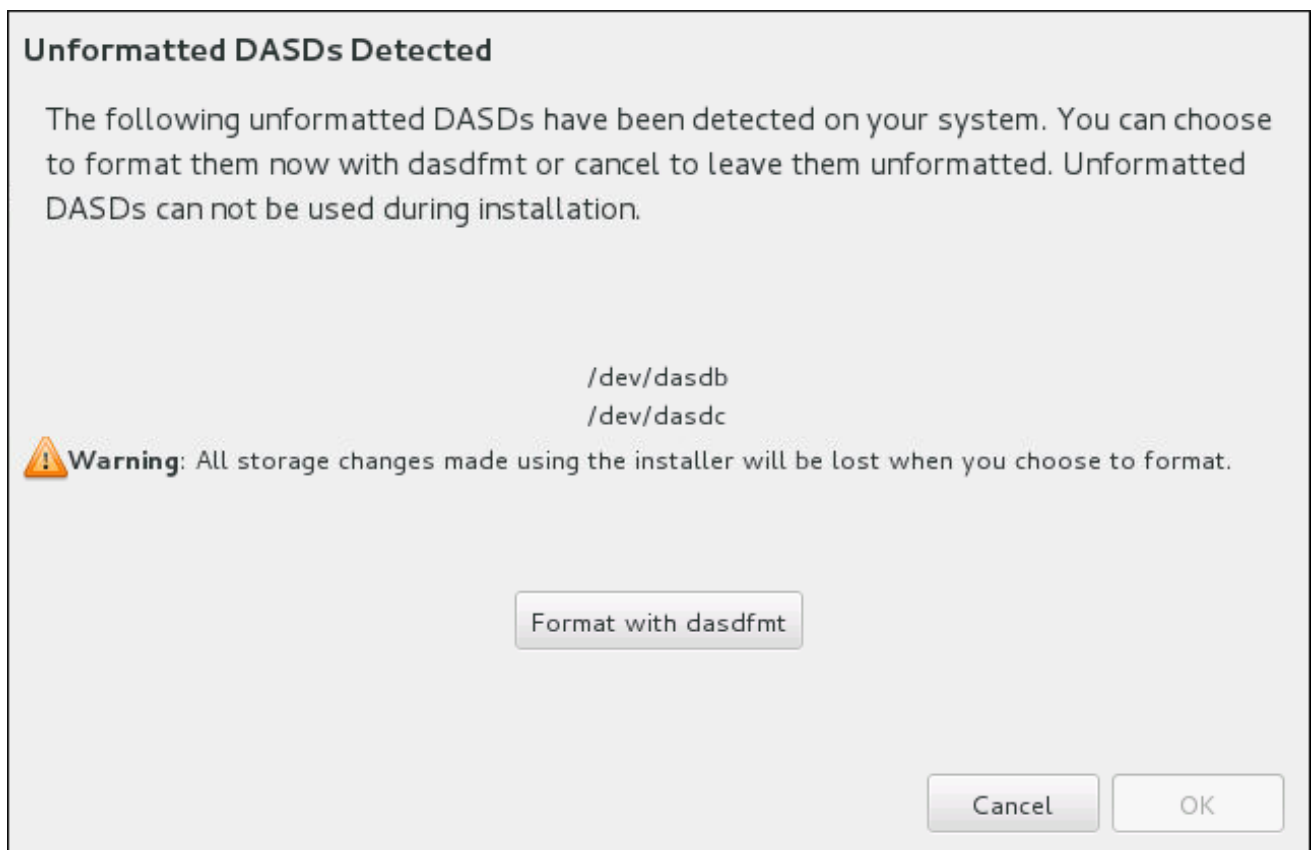 Unformatted DASDs Detected
The following unformatted DASDs have been detected on your system. You can choose
to format them now with dasdfmt or cancel to leave them unformatted. Unformatted
DASDs can not be used during installation.
/dev/dasdb
/dev/dasdc
Warning: All storage changes made using the installer will be lost when you choose to format.
Format with dasdfmt
Cancel
OK